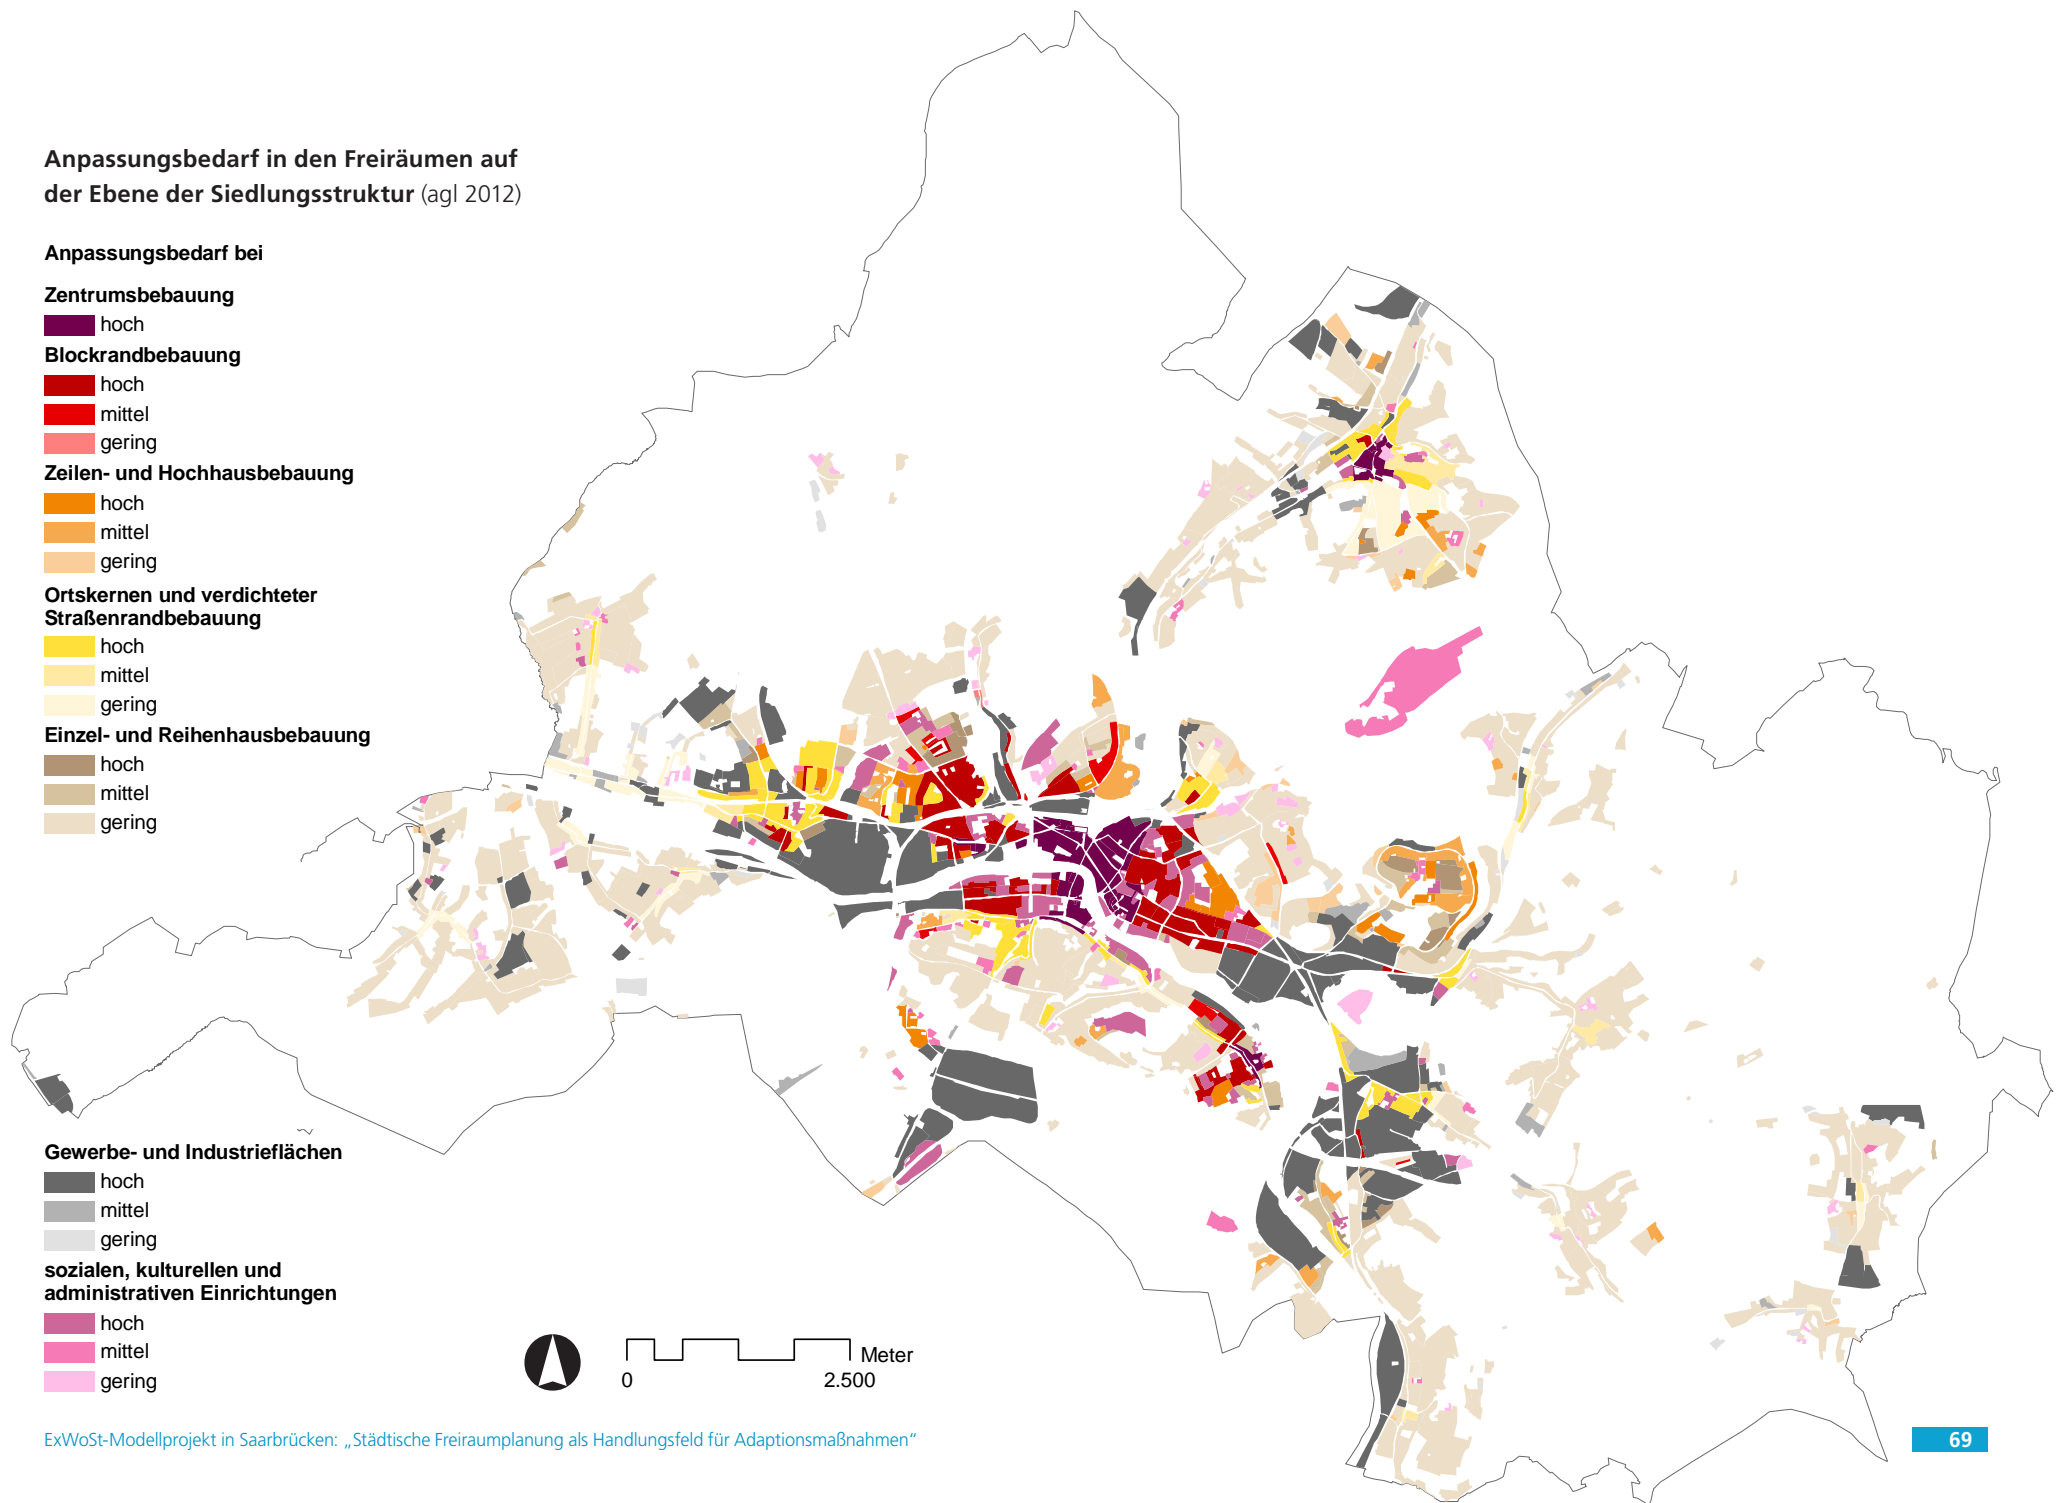 Anpassungsbedarf in den Freiräumen auf
der Ebene der Siedlungsstruktur (agl 2012)
Anpassungsbedarf bei
Zentrumsbebauung
hoch
Blockrandbebauung
hoch
mittel
gering
Zeilen- und Hochhausbebauung
hoch
mittel
gering
Ortskernen und verdichteter
Straßenrandbebauung
hoch
mittel
gering
Einzel- und Reihenhausbebauung
hoch
mittel
gering
Gewerbe- und Industrieflächen
hoch
mittel
gering
sozialen, kulturellen und
administrativen Einrichtungen
hoch
mittel
gering
Meter
0 2.500
ExWoSt-Modellprojekt in Saarbrücken: „Städtische Freiraumplanung als Handlungsfeld für Adaptionsmaßnahmen“
69